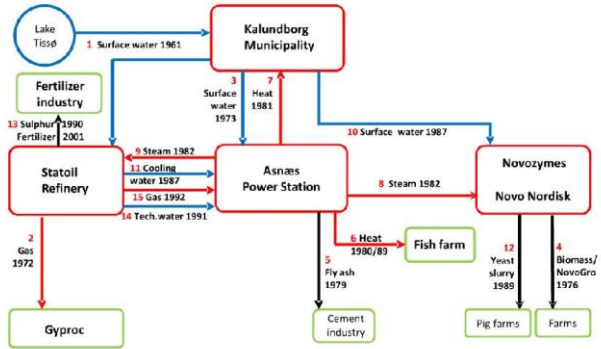 Lake
Tissø
1 Surface water 1961
Kalundborg
Municipality
Fertilizer
industry
3
Surface
water
1973
7
Heat
1981
13 Sulphur 1990
Fertilizer 2001
10 Surface water 1987
Statoil
Refinery
9 Steam 1982
11 Cooling
water 1987
15 Gas 1992
14 Tech.water 1991
Asnæs
Power Station
8 Steam 1982
Novozymes
Novo Nordisk
2
Gas
1972
6 Heat
1980/89
Fish farm
5
Fly ash
1979
12
Yeast
slurry
1989
4
Biomass/
NovoGro
1976
Gyproc
Cement
industry
Pig farms
Farms